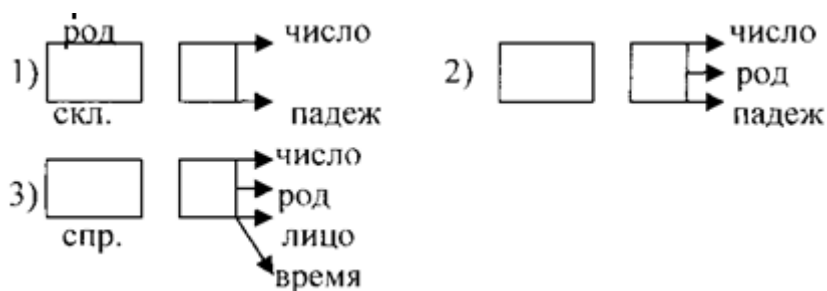 род число
1)
скл. падеж
число
2) род
падеж
число
3) род
спр. лицо
время